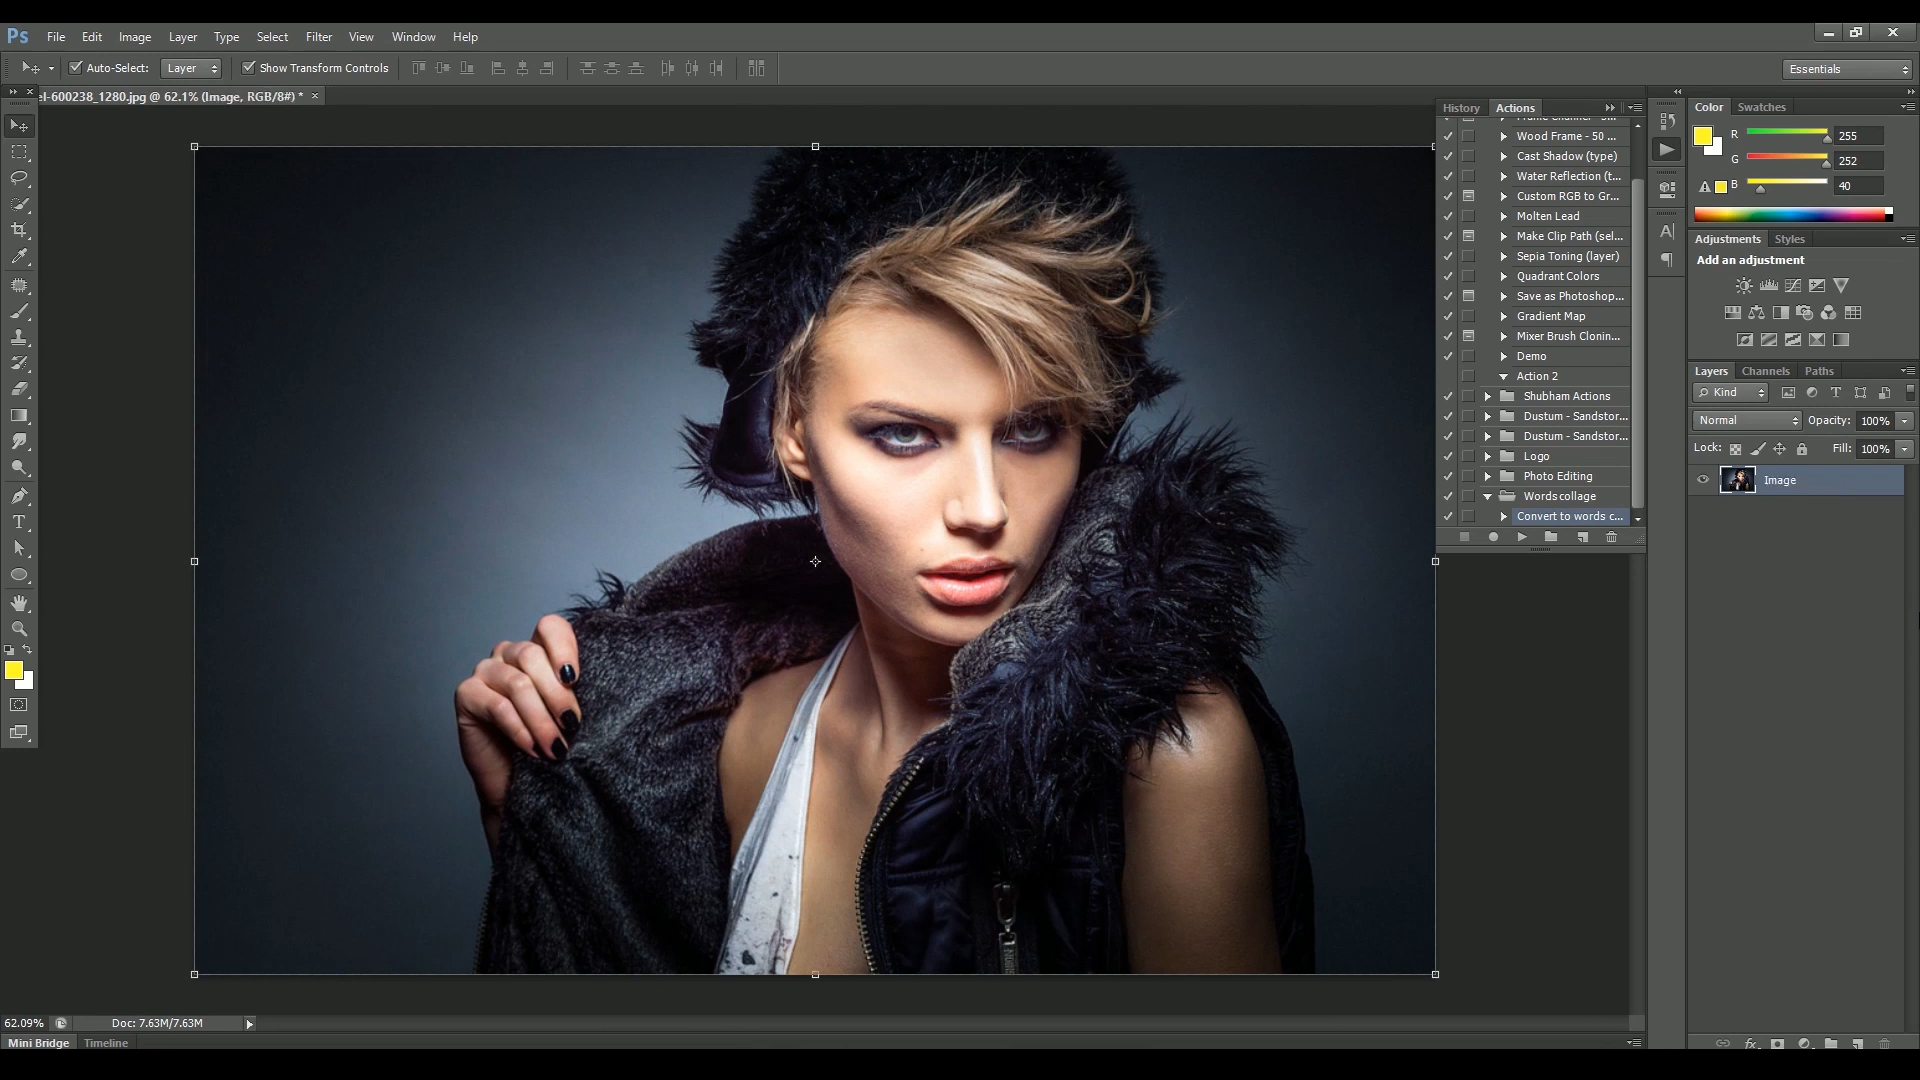 Ps File Edit Image Layer Type Select Filter View Window Help
Auto-Select: Layer Show Transform Controls Essentials
el-600238_1280.jpg @ 62.1% (Image, RGB/8#) *
History Actions
Wood Frame - 50 ...
Cast Shadow (type)
Water Reflection (t...
Custom RGB to Gr...
Molten Lead
Make Clip Path (sel...
Sepia Toning (layer)
Quadrant Colors
Save as Photoshop...
Gradient Map
Mixer Brush Clonin...
Demo
Action 2
Shubham Actions
Dustum - Sandstor...
Dustum - Sandstor...
Logo
Photo Editing
Words collage
Convert to words c...
Color Swatches
R 255
G 252
B 40
Adjustments Styles
Add an adjustment
Layers Channels Paths
Kind
Normal Opacity: 100%
Lock: Fill: 100%
Image
62.09% Doc: 7.63M/7.63M
Mini Bridge Timeline